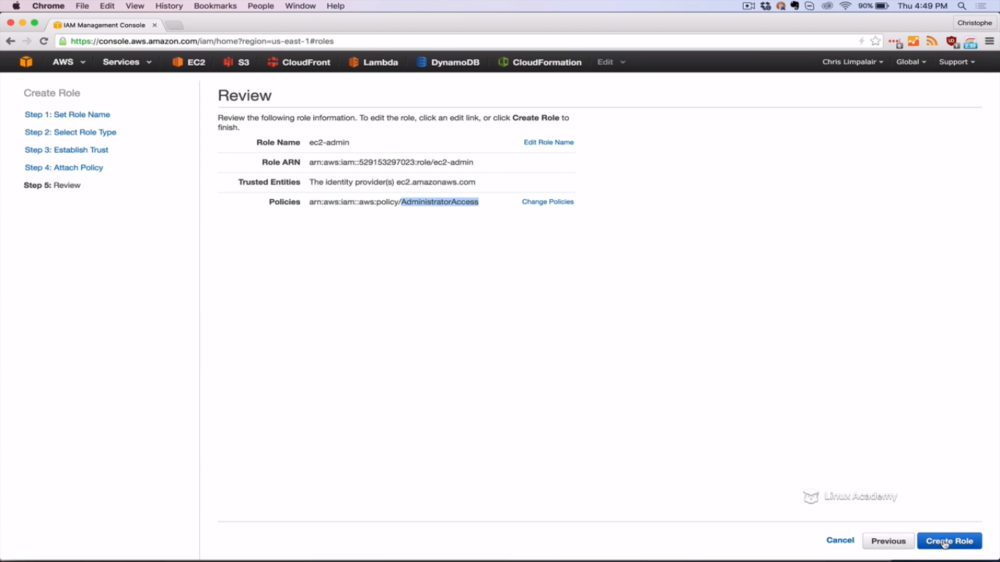 Chrome File Edit View History Bookmarks People Window Help 90% Thu 4:49 PM
IAM Management Console Christophe
https://console.aws.amazon.com/iam/home?region=us-east-1#roles
AWS Services EC2 S3 CloudFront Lambda DynamoDB CloudFormation Edit Chris Limpalair Global Support
Create Role
Step 1: Set Role Name
Step 2: Select Role Type
Step 3: Establish Trust
Step 4: Attach Policy
Step 5: Review
Review
Review the following role information. To edit the role, click an edit link, or click Create Role to
finish.
Role Name ec2-admin Edit Role Name
Role ARN arn:aws:iam::529153297023:role/ec2-admin
Trusted Entities The identity provider(s) ec2.amazonaws.com
Policies arn:aws:iam::aws:policy/AdministratorAccess Change Policies
Linux Academy
Cancel Previous Create Role